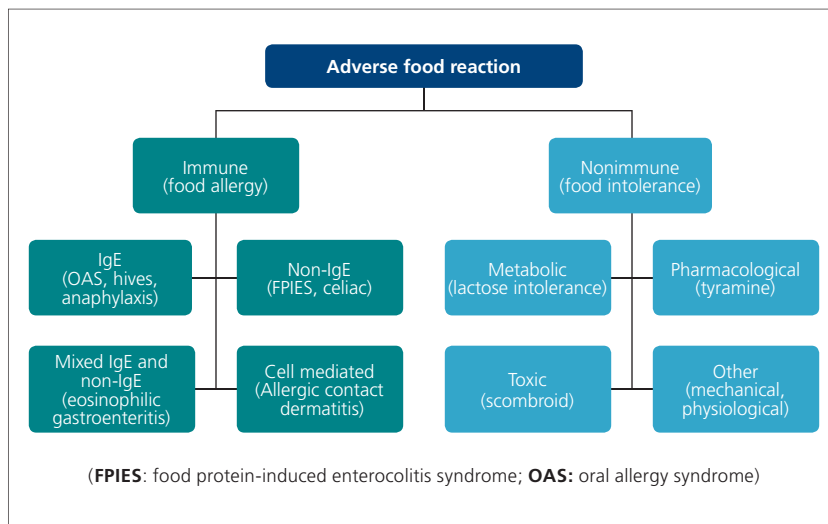 Adverse food reaction
Immune
(food allergy)
Nonimmune
(food intolerance)
IgE
(OAS, hives,
anaphylaxis)
Non-IgE
(FPIES, celiac)
Metabolic
(lactose intolerance)
Pharmacological
(tyramine)
Mixed IgE and
non-IgE
(eosinophilic
gastroenteritis)
Cell mediated
(Allergic contact
dermatitis)
Toxic
(scombroid)
Other
(mechanical,
physiological)
(FPIES: food protein-induced enterocolitis syndrome; OAS: oral allergy syndrome)